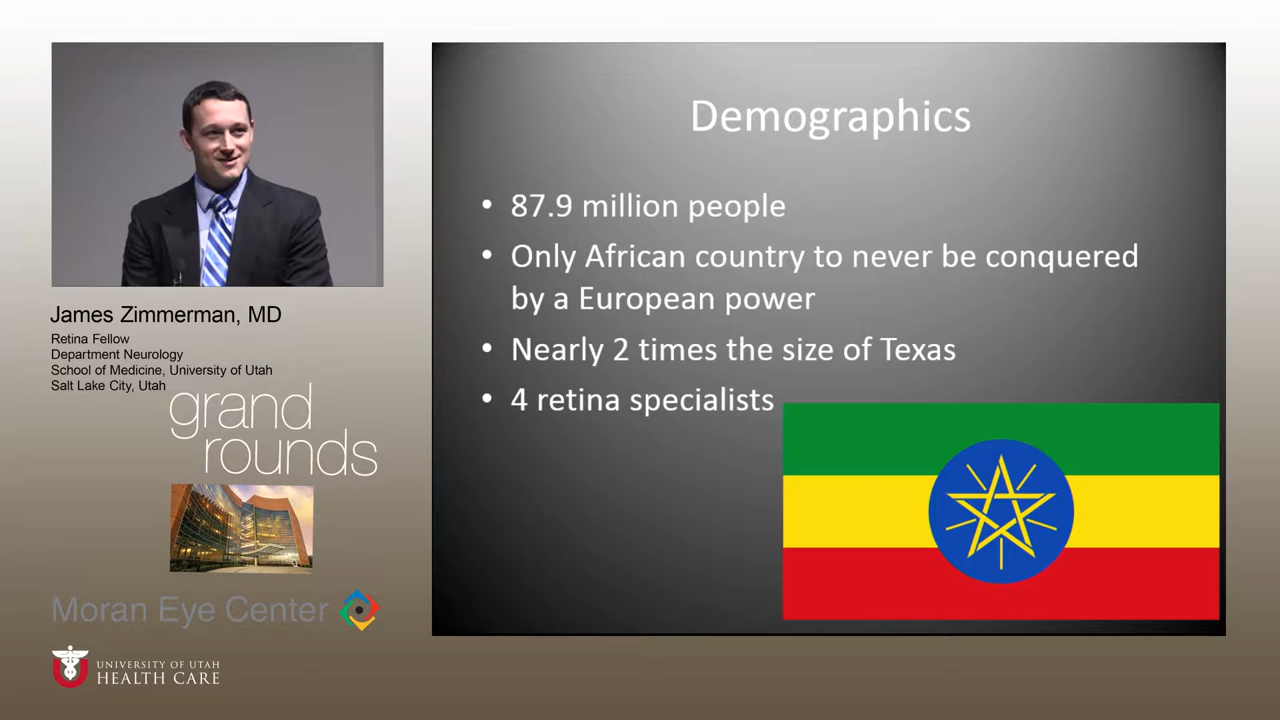 James Zimmerman, MD
Retina Fellow
Department Neurology
School of Medicine, University of Utah
Salt Lake City, Utah
grand
rounds
Moran Eye Center
UNIVERSITY OF UTAH
HEALTH CARE
Demographics
• 87.9 million people
• Only African country to never be conquered
by a European power
• Nearly 2 times the size of Texas
• 4 retina specialists